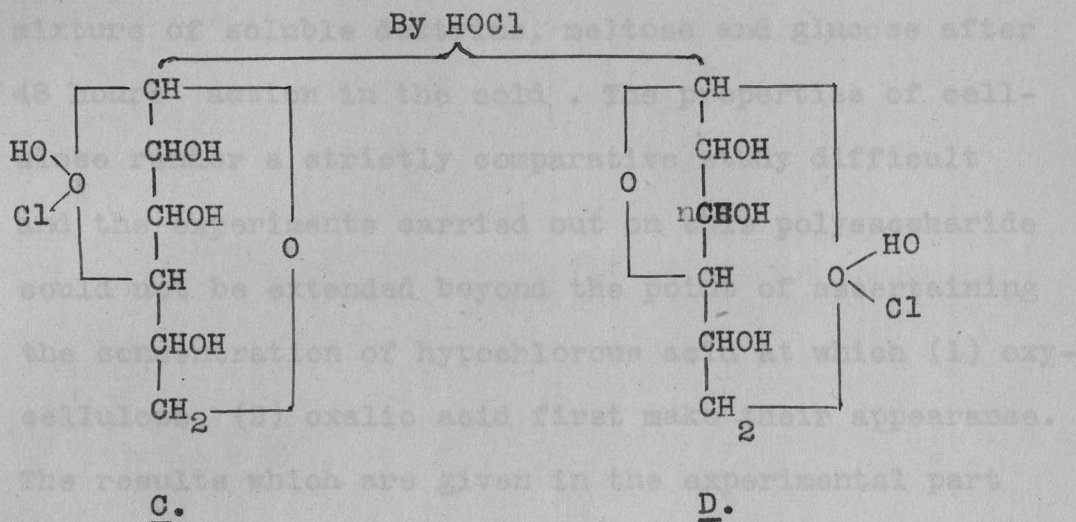 By HOCl
CH CH
CHOH CHOH
HO O O
Cl CHOH CHOH
O HO
CH CH O
Cl
CHOH CHOH
CH2 CH2
C. D.
mixture of soluble maltose and glucose after
48 hours' action in the cold. The properties of cell-
render a strictly comparative study difficult
and the experiments carried out on this polysaccharide
could not be extended beyond the point of ascertaining
the concentration of hypochlorous acid at which (1) oxy-
cellulose (2) oxalic acid first make their appearance.
The results which are given in the experimental part